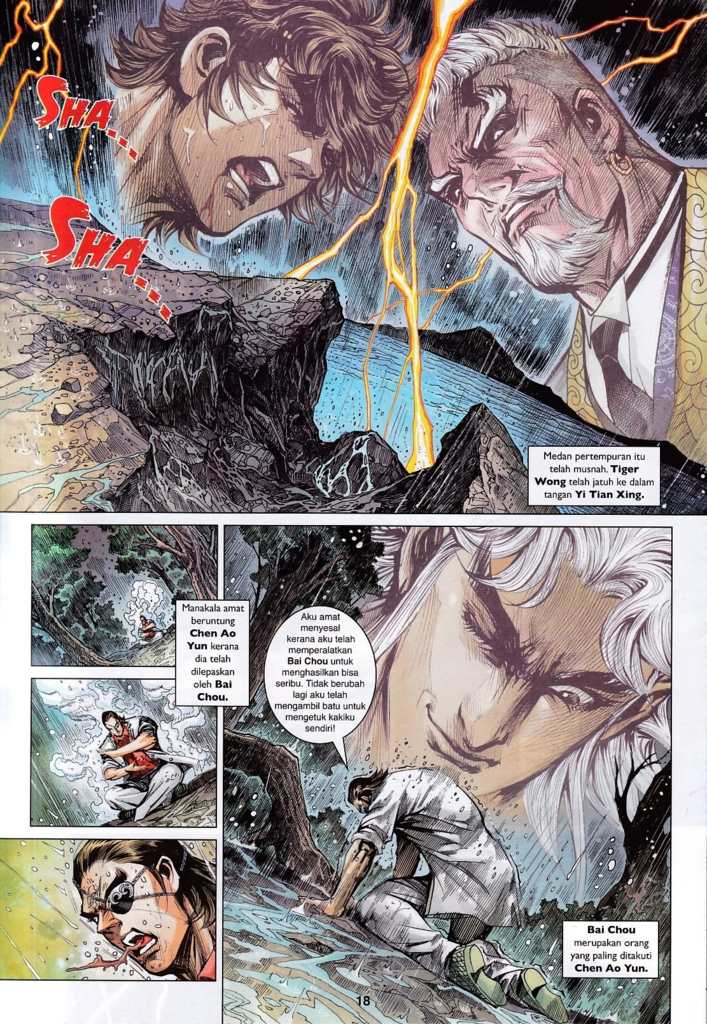 SHA...
SHA...
Medan pertempuran itu
telah musnah. Tiger
Wong telah jatuh ke dalam
tangan Yi Tian Xing.
Manakala amat
beruntung
Chen Ao
Yun kerana
dia telah
dilepaskan
oleh Bai
Chou.
Aku amat
menyesal
kerana aku telah
memperalatkan
Bai Chou untuk
menghasilkan bisa
seribu. Tidak berubah
lagi aku telah
mengambil batu untuk
mengetuk kakiku
sendiri!
Bai Chou
merupakan orang
yang paling ditakuti
Chen Ao Yun.
18